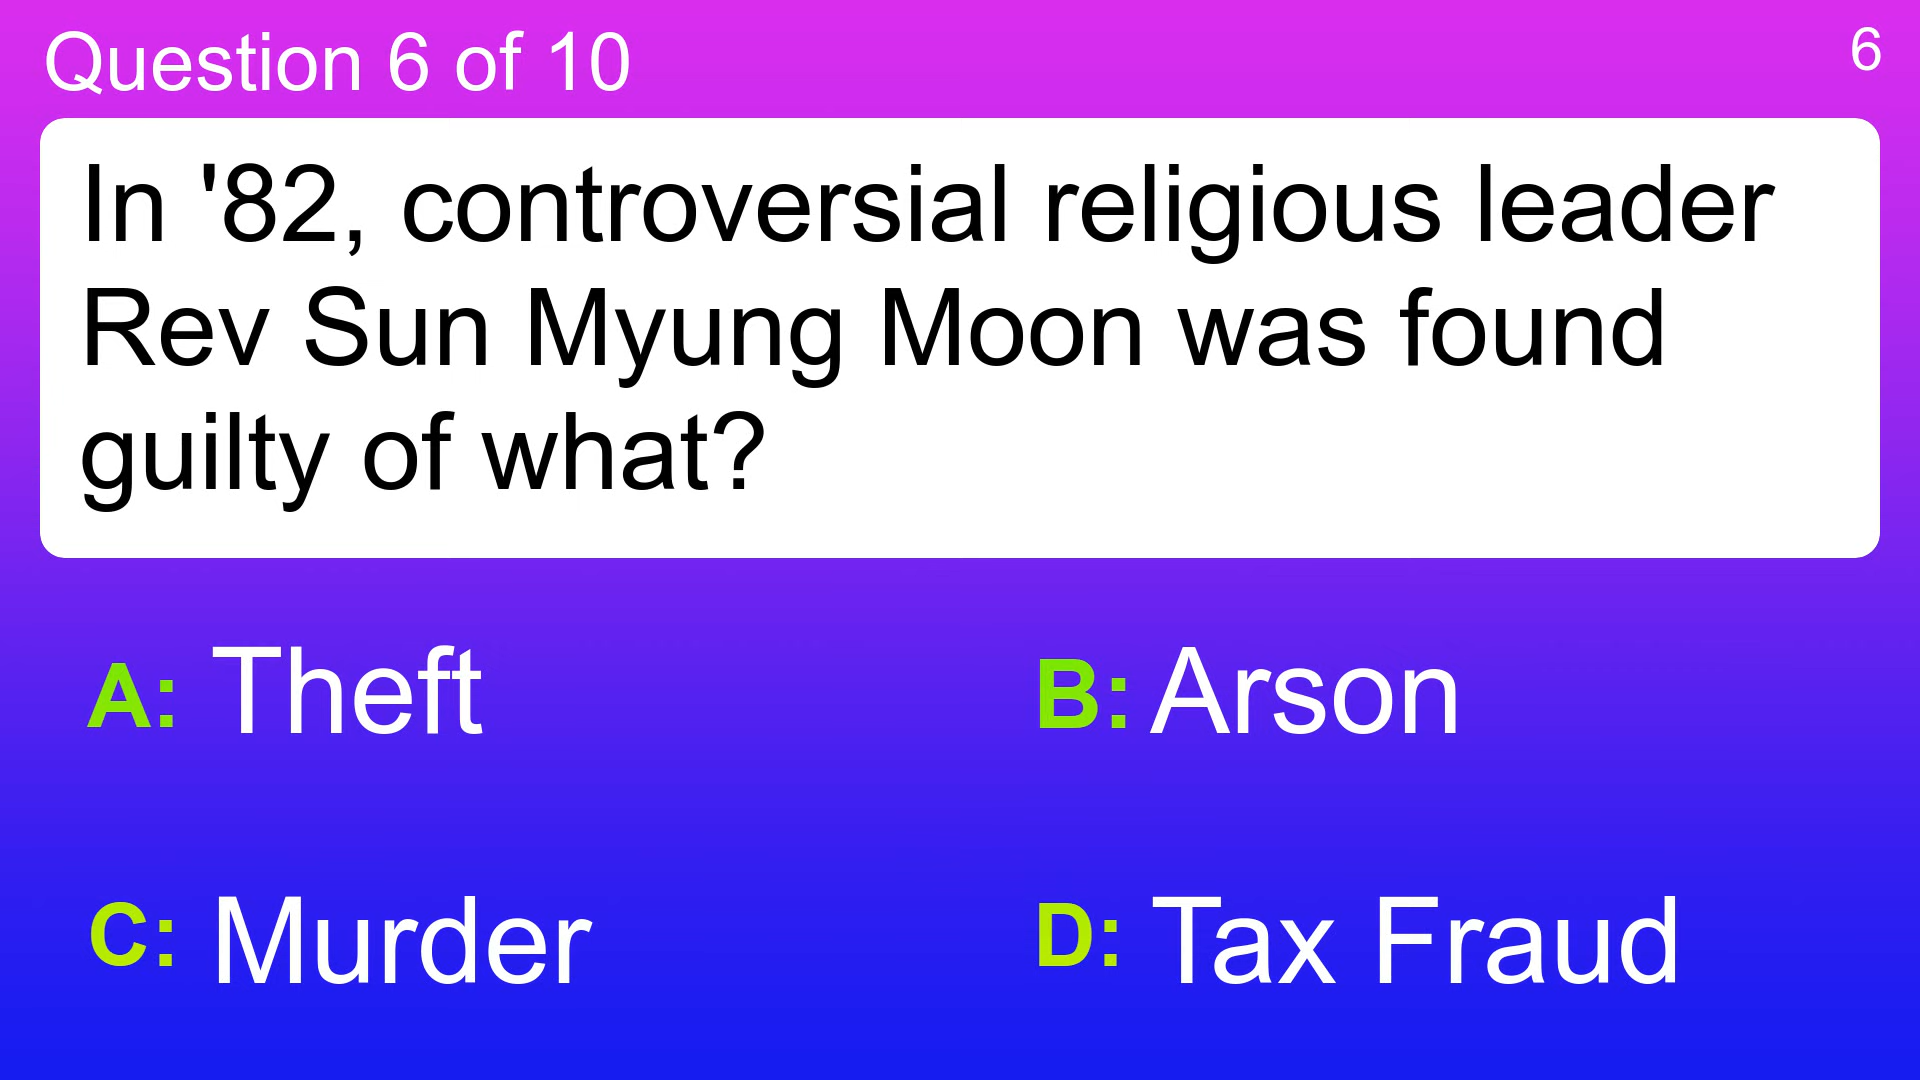 Question 6 of 10
6
In '82, controversial religious leader
Rev Sun Myung Moon was found
guilty of what?
A: Theft
B: Arson
C: Murder
D: Tax Fraud